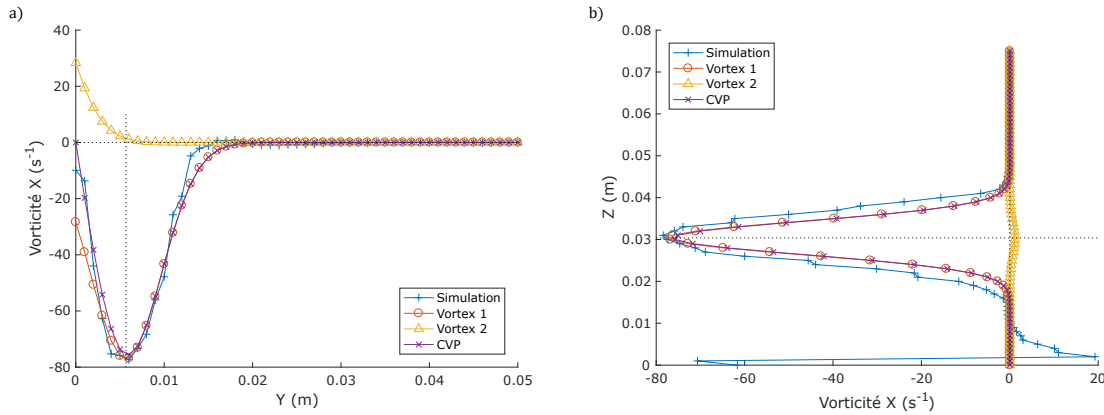 a)
40
20
0
-20
-40
-60
-80
Vorticité X (s⁻¹)
0
0.01
0.02
0.03
0.04
0.05
Y (m)
Simulation
Vortex 1
Vortex 2
CVP
b)
0.08
0.07
0.06
0.05
0.04
0.03
0.02
0.01
0
Z (m)
-80
-60
-40
-20
0
20
Vorticité X (s⁻¹)
Simulation
Vortex 1
Vortex 2
CVP